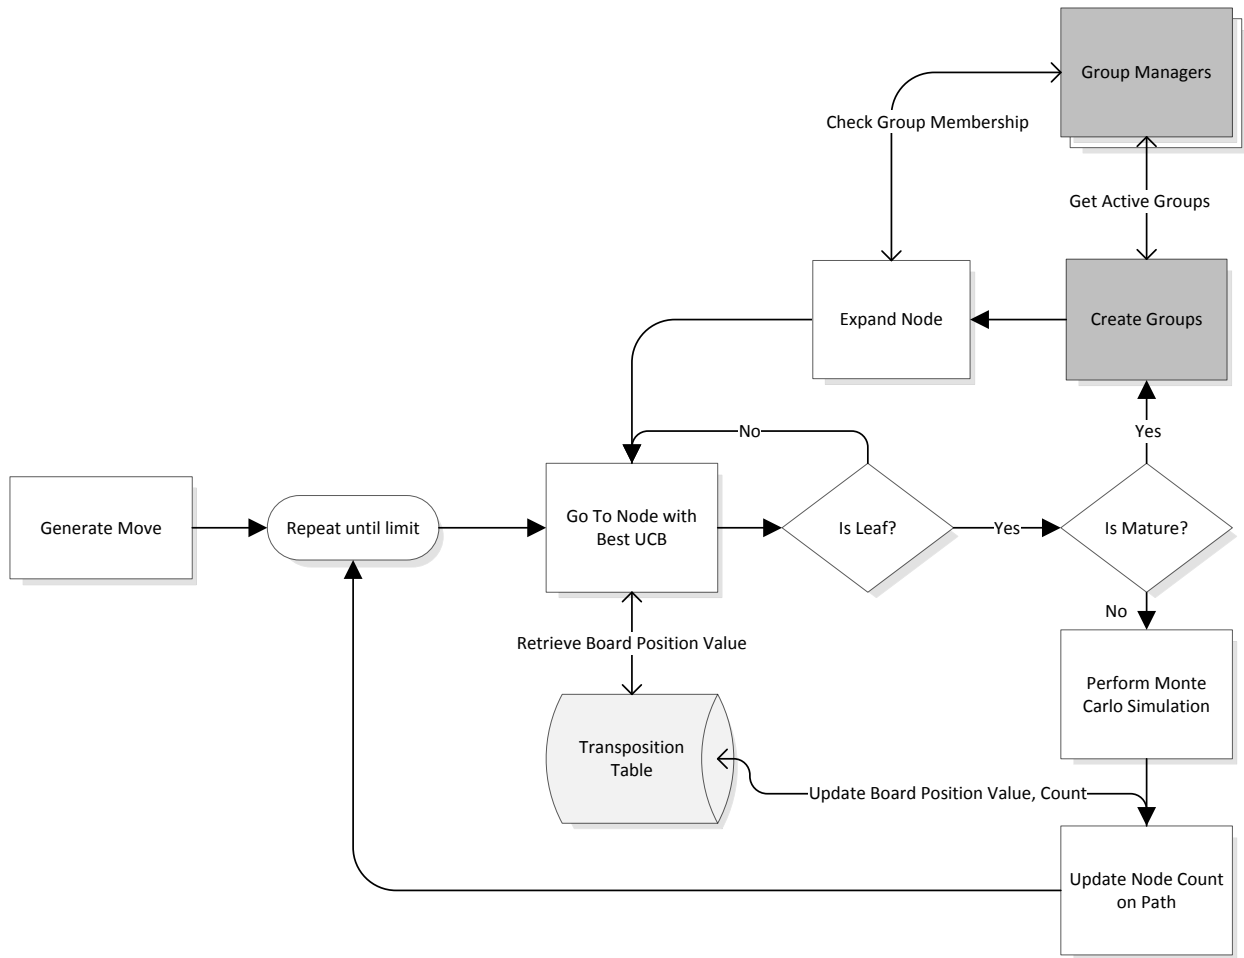 Group Managers
Check Group Membership
Get Active Groups
Expand Node
Create Groups
No
Yes
Generate Move
Repeat until limit
Go To Node with
Best UCB
Is Leaf?
Yes
Is Mature?
No
Retrieve Board Position Value
Perform Monte
Carlo Simulation
Transposition
Table
Update Board Position Value, Count
Update Node Count
on Path